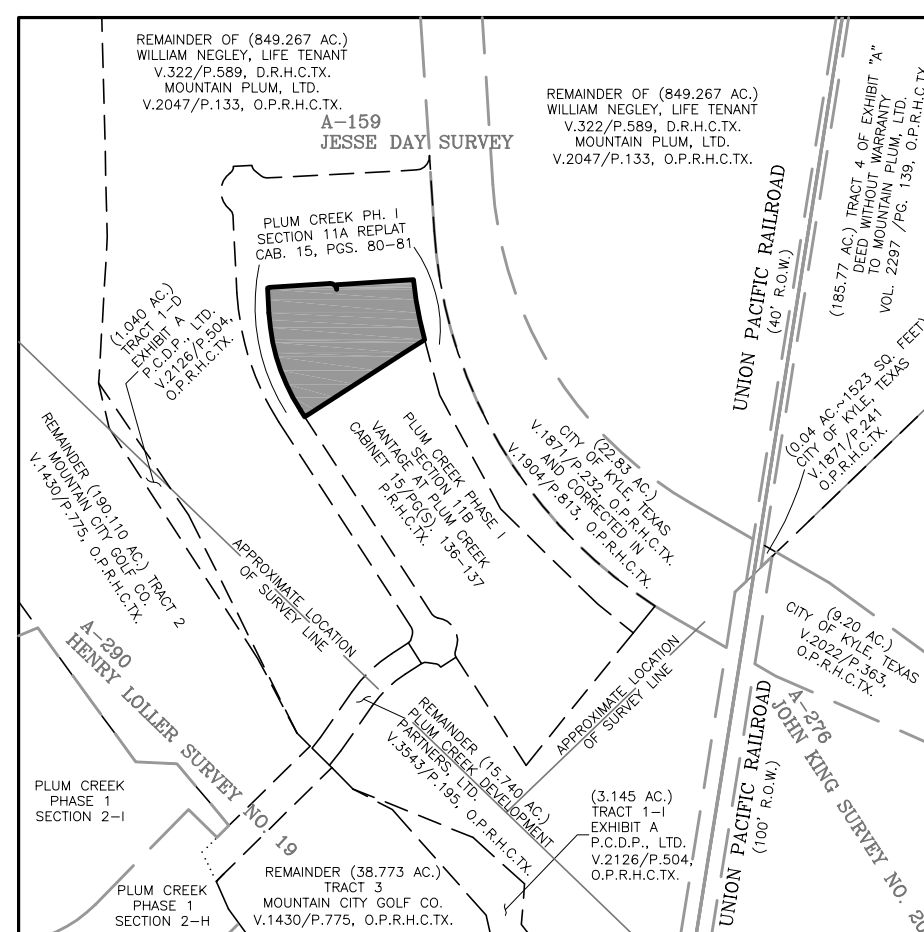 REMAINDER OF (849.267 AC.)
WILLIAM NEGLEY, LIFE TENANT
V.322/P.589, D.R.H.C.TX.
MOUNTAIN PLUM, LTD.
V.2047/P.133, O.P.R.H.C.TX.
A-159
JESSE DAY SURVEY
REMAINDER OF (849.267 AC.)
WILLIAM NEGLEY, LIFE TENANT
V.322/P.589, D.R.H.C.TX.
MOUNTAIN PLUM, LTD.
V.2047/P.133, O.P.R.H.C.TX.
(185.77 AC.) TRACT 4 OF EXHIBIT "A"
DEED WITHOUT WARRANTY
TO MOUNTAIN PLUM, LTD.
VOL. 2297 /PG. 139, O.P.R.H.C.TX.
UNION PACIFIC RAILROAD
(40' R.O.W.)
PLUM CREEK PH. I
SECTION 11A REPLAT
CAB. 15, PGS. 80-81
(1.040 AC.)
TRACT 1-D
EXHIBIT A
P.C.D.P., LTD.
V.2126/P.504,
O.P.R.H.C.TX.
(0.04 AC.~1523 SQ. FEET)
CITY OF KYLE, TEXAS
V.1871/P.241
O.P.R.H.C.TX.
REMAINDER (190.110 AC.) TRACT 2
MOUNTAIN CITY GOLF CO.
V.1430/P.775, O.P.R.H.C.TX.
PLUM CREEK PHASE I
SECTION 11B
VANTAGE AT PLUM CREEK
CABINET 15/PG(S). 136-137
P.R.H.C.TX.
(22.83 AC.)
CITY OF KYLE, TEXAS
V.1871/P.232, O.P.R.H.C.TX.
AND CORRECTED IN
V.1904/P.813, O.P.R.H.C.TX.
APPROXIMATE LOCATION
OF SURVEY LINE
(9.20 AC.)
CITY OF KYLE, TEXAS
V.2022/P.363,
O.P.R.H.C.TX.
A-290
HENRY LOLLER SURVEY NO. 19
APPROXIMATE LOCATION
OF SURVEY LINE
A-276
JOHN KING SURVEY NO.
REMAINDER (15.740 AC.)
PLUM CREEK DEVELOPMENT
PARTNERS, LTD.
V.3543/P.195, O.P.R.H.C.TX.
UNION PACIFIC RAILROAD
(100' R.O.W.)
PLUM CREEK
PHASE 1
SECTION 2-I
(3.145 AC.)
TRACT 1-I
EXHIBIT A
P.C.D.P., LTD.
V.2126/P.504,
O.P.R.H.C.TX.
PLUM CREEK
PHASE 1
SECTION 2-H
REMAINDER (38.773 AC.)
TRACT 3
MOUNTAIN CITY GOLF CO.
V.1430/P.775, O.P.R.H.C.TX.